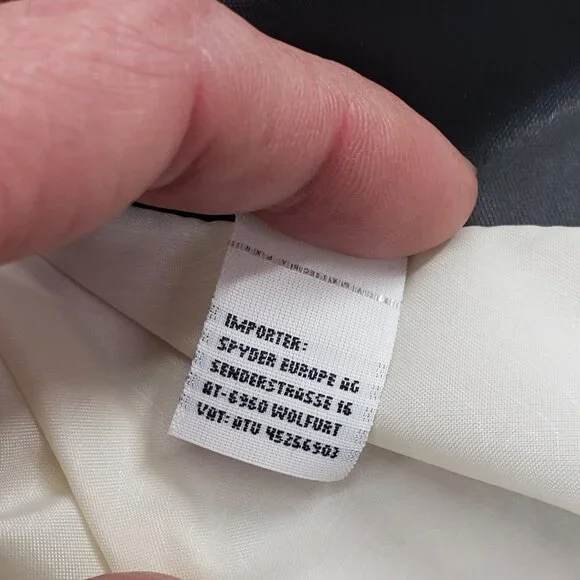 IMPORTER:
SPYDER EUROPE AG
SENDERSTRASSE 16
AT-6960 WOLFURT
VAT: ATU 45256503